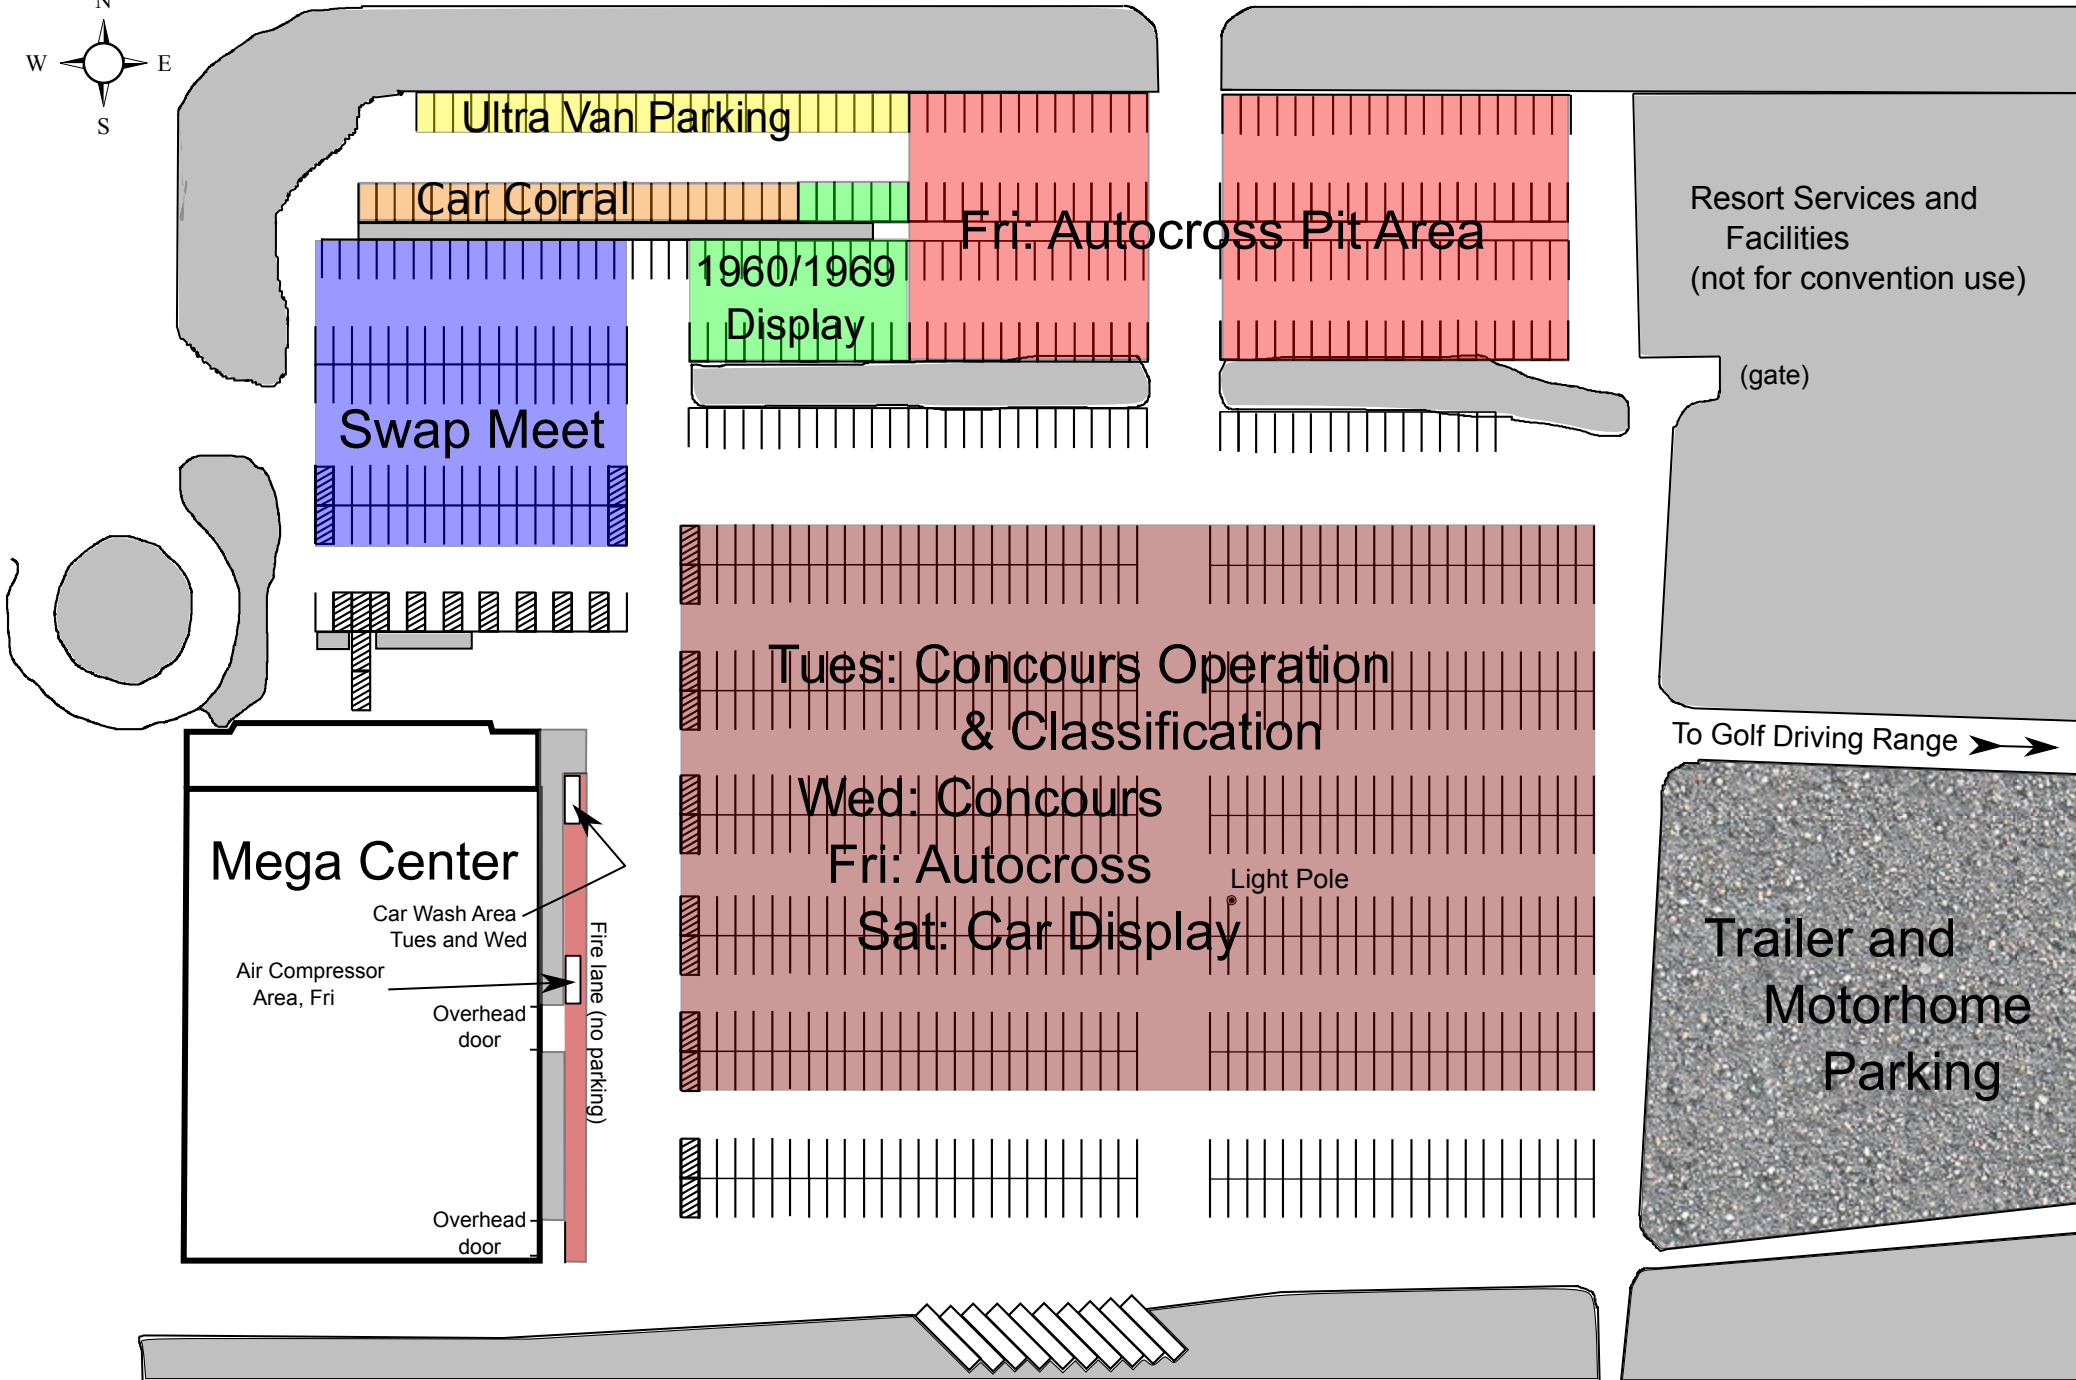 N
W
E
S
Ultra Van Parking
Car Corral
Fri: Autocross Pit Area
1960/1969
Display
Swap Meet
Resort Services and
Facilities
(not for convention use)
(gate)
Tues: Concours Operation
& Classification
Wed: Concours
Fri: Autocross
Sat: Car Display
Light Pole
To Golf Driving Range
Mega Center
Car Wash Area
Tues and Wed
Air Compressor
Area, Fri
Overhead
door
Fire lane (no parking)
Overhead
door
Trailer and
Motorhome
Parking